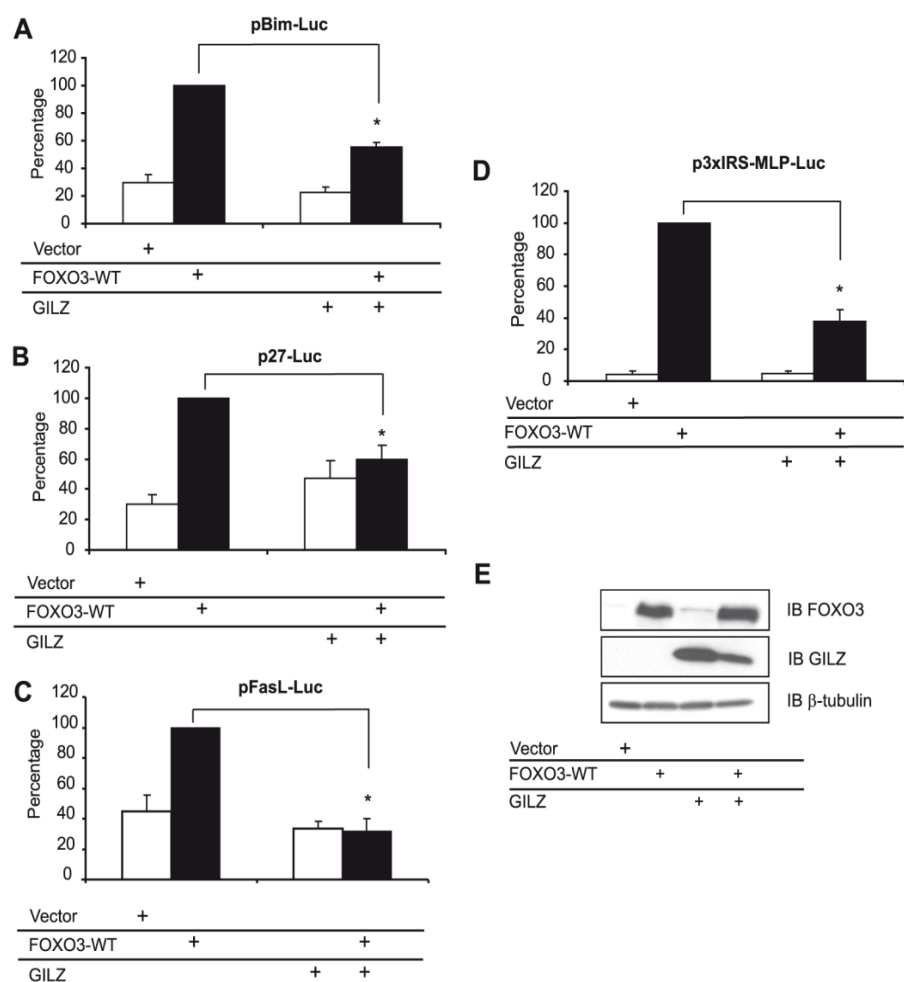 A
pBim-Luc
Percentage
120
100
80
60
40
20
0
*
Vector +
FOXO3-WT + +
GILZ + +
B
p27-Luc
Percentage
120
100
80
60
40
20
0
*
Vector +
FOXO3-WT + +
GILZ + +
C
pFasL-Luc
Percentage
120
100
80
60
40
20
0
*
Vector +
FOXO3-WT + +
GILZ + +
D
p3xIRS-MLP-Luc
Percentage
120
100
80
60
40
20
0
*
Vector +
FOXO3-WT + +
GILZ + +
E
IB FOXO3
IB GILZ
IB β-tubulin
Vector +
FOXO3-WT + +
GILZ + +